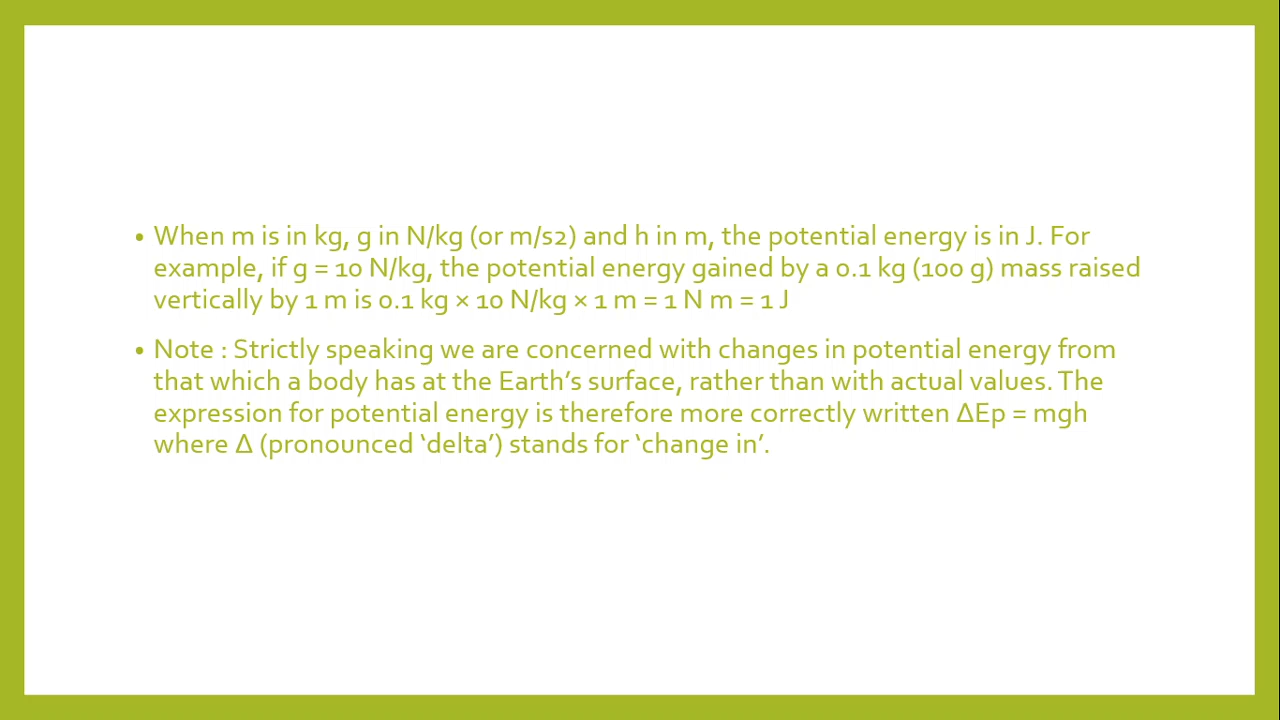 • When m is in kg, g in N/kg (or m/s2) and h in m, the potential energy is in J. For
example, if g = 10 N/kg, the potential energy gained by a 0.1 kg (100 g) mass raised
vertically by 1 m is 0.1 kg × 10 N/kg × 1 m = 1 N m = 1 J
• Note : Strictly speaking we are concerned with changes in potential energy from
that which a body has at the Earth’s surface, rather than with actual values. The
expression for potential energy is therefore more correctly written ΔEp = mgh
where Δ (pronounced ‘delta’) stands for ‘change in’.